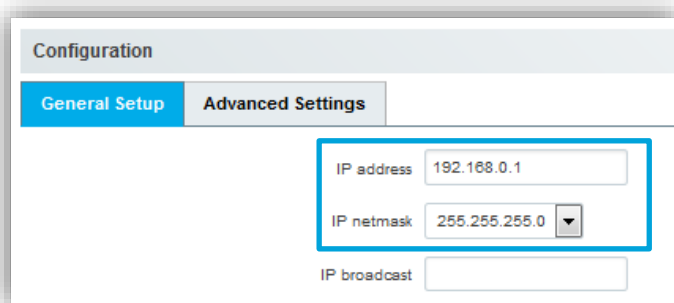 Configuration
General Setup Advanced Settings
IP address 192.168.0.1
IP netmask 255.255.255.0
IP broadcast